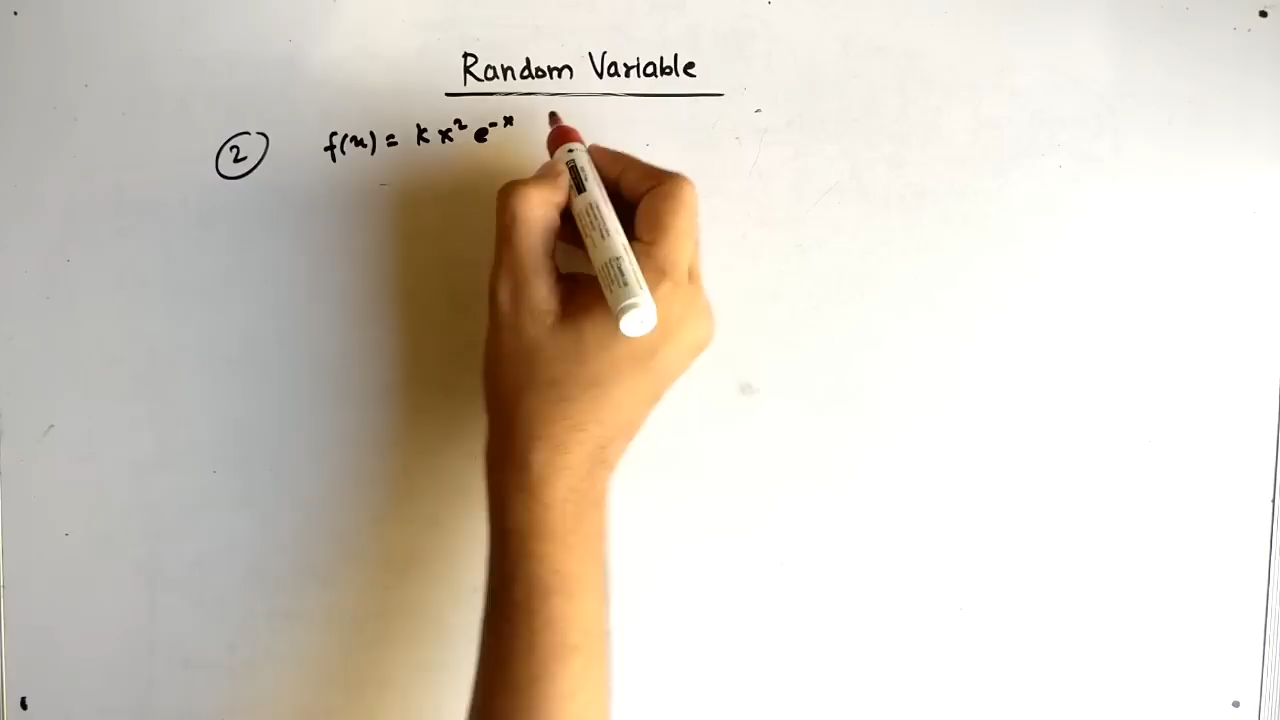 Random Variable
② f(x) = k x² e⁻ˣ